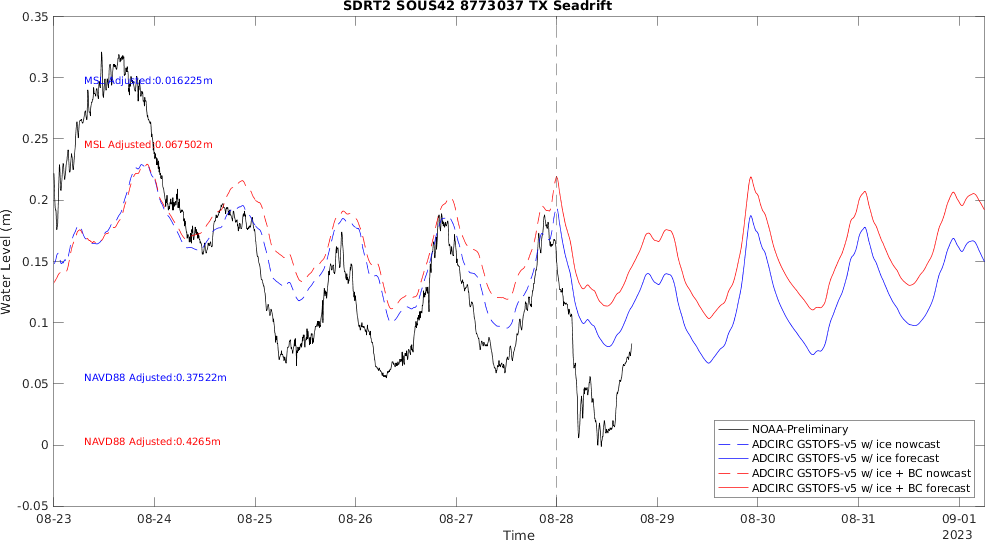 SDRT2 SOUS42 8773037 TX Seadrift
0.35
0.3
0.25
0.2
0.15
0.1
0.05
0
-0.05
Water Level (m)
MSL Adjusted:0.016225m
MSL Adjusted:0.067502m
NAVD88 Adjusted:0.37522m
NAVD88 Adjusted:0.4265m
NOAA-Preliminary
ADCIRC GSTOFS-v5 w/ ice nowcast
ADCIRC GSTOFS-v5 w/ ice forecast
ADCIRC GSTOFS-v5 w/ ice + BC nowcast
ADCIRC GSTOFS-v5 w/ ice + BC forecast
08-23 08-24 08-25 08-26 08-27 08-28 08-29 08-30 08-31 09-01
2023
Time